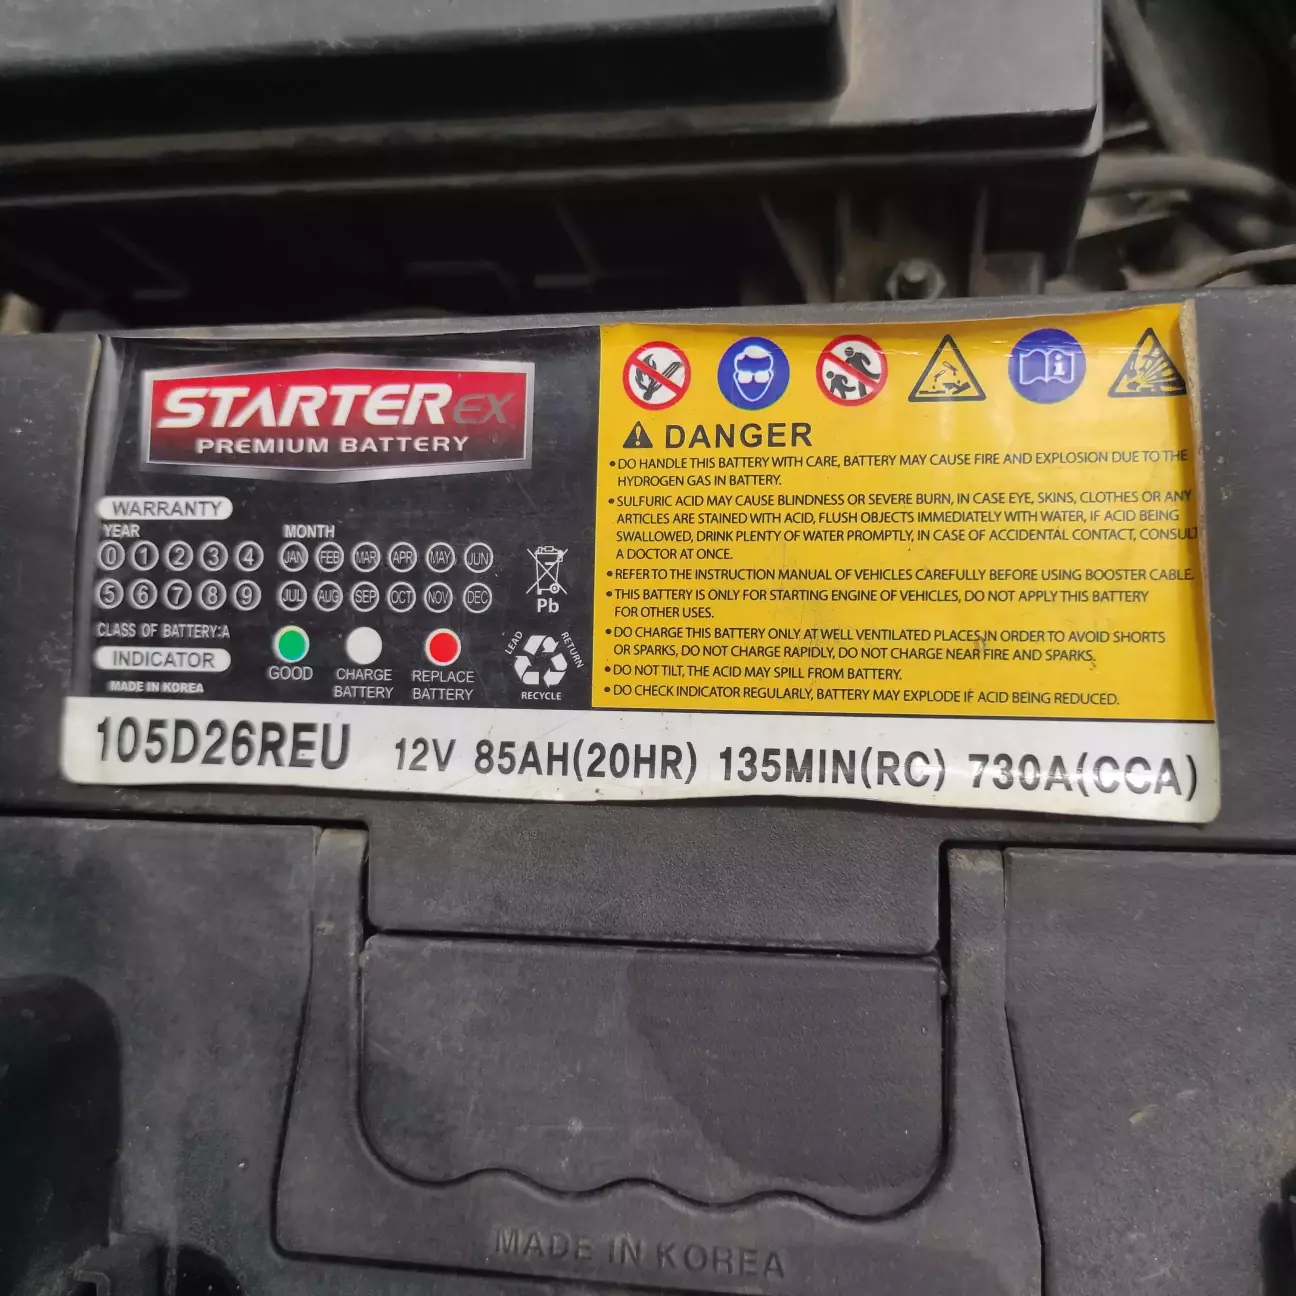 STARTER EX
PREMIUM BATTERY
WARRANTY
YEAR MONTH
0 1 2 3 4 JAN FEB MAR APR MAY JUN
5 6 7 8 9 JUL AUG SEP OCT NOV DEC
CLASS OF BATTERY:A
INDICATOR
MADE IN KOREA
GOOD
CHARGE
BATTERY
REPLACE
BATTERY
Pb
LEAD
RETURN
RECYCLE
DANGER
•DO HANDLE THIS BATTERY WITH CARE, BATTERY MAY CAUSE FIRE AND EXPLOSION DUE TO THE
HYDROGEN GAS IN BATTERY.
•SULFURIC ACID MAY CAUSE BLINDNESS OR SEVERE BURN, IN CASE EYE, SKINS, CLOTHES OR ANY
ARTICLES ARE STAINED WITH ACID, FLUSH OBJECTS IMMEDIATELY WITH WATER, IF ACID BEING
SWALLOWED, DRINK PLENTY OF WATER PROMPTLY, IN CASE OF ACCIDENTAL CONTACT, CONSULT
A DOCTOR AT ONCE.
•REFER TO THE INSTRUCTION MANUAL OF VEHICLES CAREFULLY BEFORE USING BOOSTER CABLE.
•THIS BATTERY IS ONLY FOR STARTING ENGINE OF VEHICLES, DO NOT APPLY THIS BATTERY
FOR OTHER USES.
•DO CHARGE THIS BATTERY ONLY AT WELL VENTILATED PLACES,IN ORDER TO AVOID SHORTS
OR SPARKS, DO NOT CHARGE RAPIDLY, DO NOT CHARGE NEAR FIRE AND SPARKS.
•DO NOT TILT, THE ACID MAY SPILL FROM BATTERY.
•DO CHECK INDICATOR REGULARLY, BATTERY MAY EXPLODE IF ACID BEING REDUCED.
105D26REU 12V 85AH(20HR) 135MIN(RC) 730A(CCA)
MADE IN KOREA